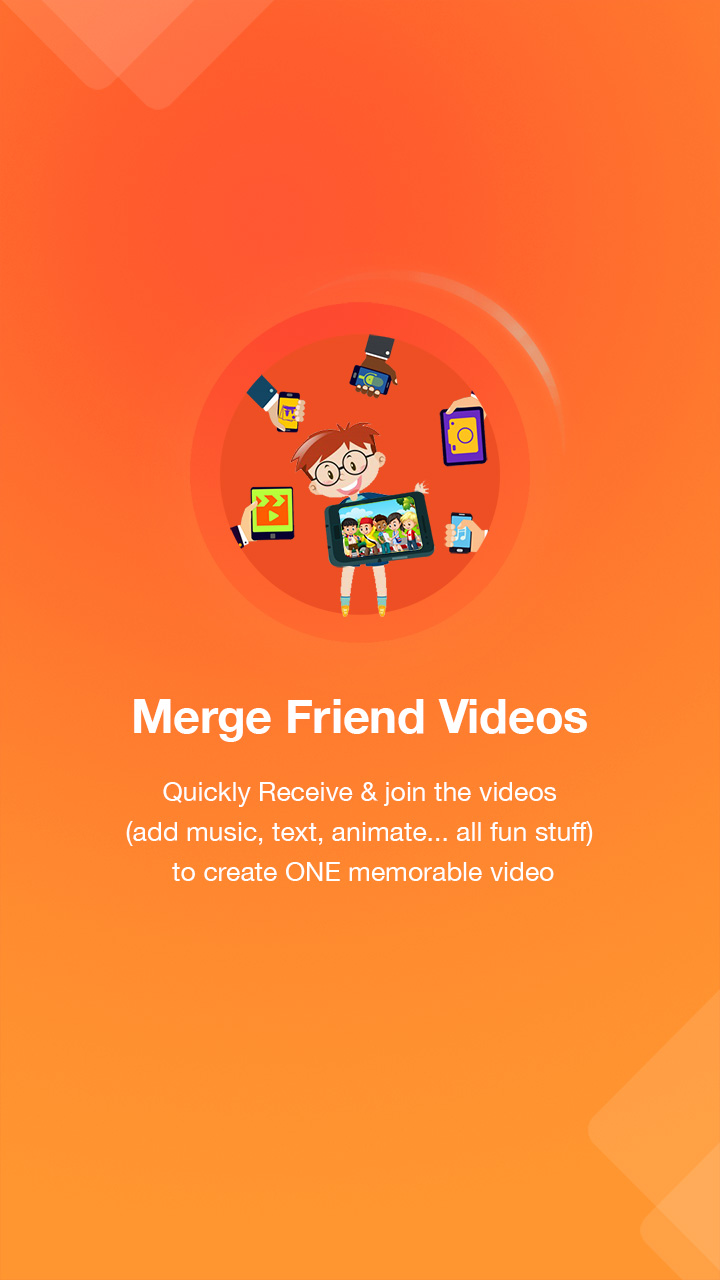 Merge Friend Videos
Quickly Receive & join the videos
(add music, text, animate... all fun stuff)
to create ONE memorable video